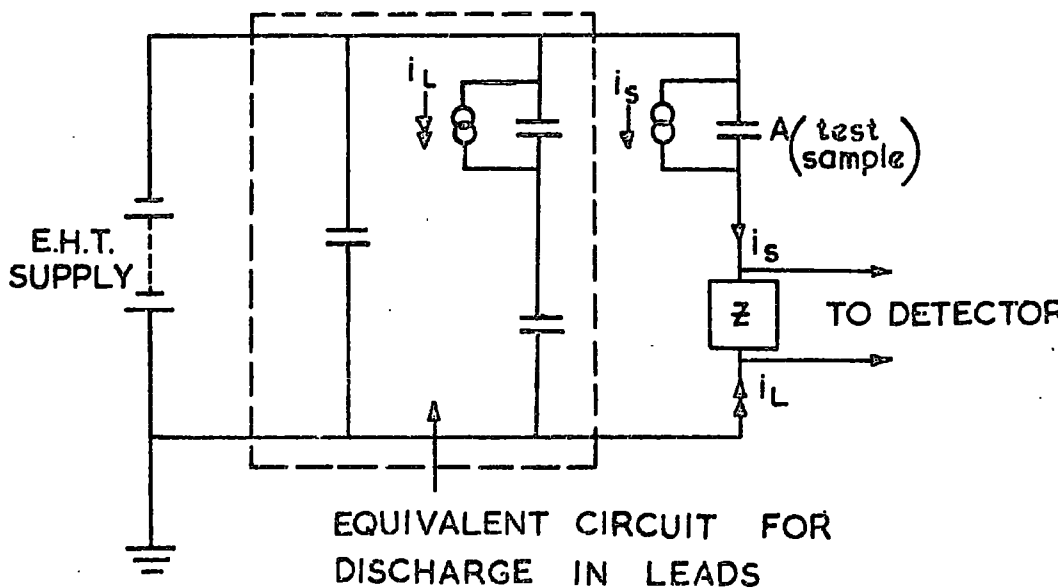 i_L
i_s
A (test
sample)
E.H.T.
SUPPLY
i_s
Z
TO DETECTOR
i_L
EQUIVALENT CIRCUIT FOR
DISCHARGE IN LEADS